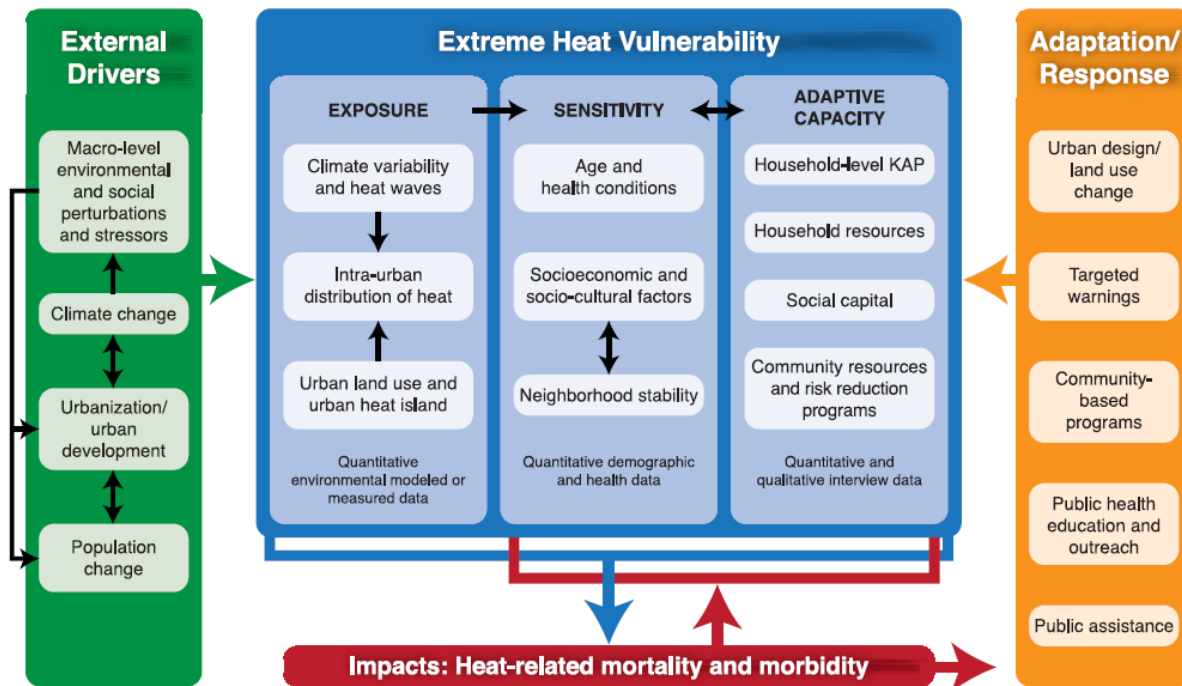 External
Drivers
Macro-level
environmental
and social
perturbations
and stressors
Climate change
Urbanization/
urban
development
Population
change
Extreme Heat Vulnerability
EXPOSURE
Climate variability
and heat waves
Intra-urban
distribution of heat
Urban land use and
urban heat island
Quantitative
environmental modeled or
measured data
SENSITIVITY
Age and
health conditions
Socioeconomic and
socio-cultural factors
Neighborhood stability
Quantitative demographic
and health data
ADAPTIVE
CAPACITY
Household-level KAP
Household resources
Social capital
Community resources
and risk reduction
programs
Quantitative and
qualitative interview data
Impacts: Heat-related mortality and morbidity
Adaptation/
Response
Urban design/
land use
change
Targeted
warnings
Community-
based
programs
Public health
education and
outreach
Public assistance